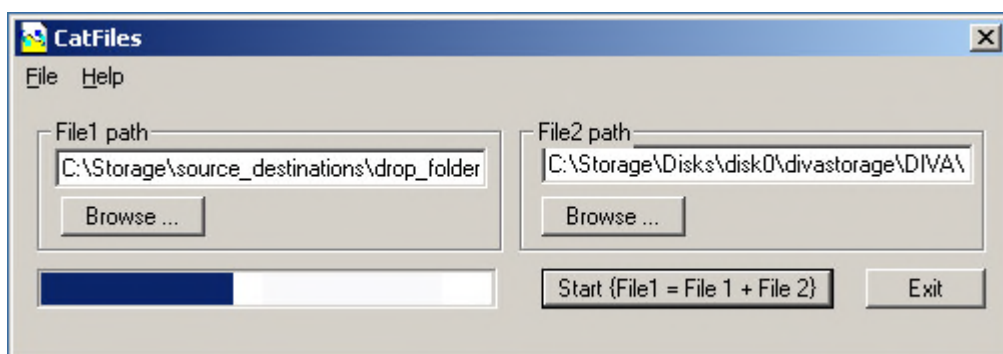 CatFiles
File Help
File1 path
C:\Storage\source_destinations\drop_folder
Browse ...
File2 path
C:\Storage\Disks\disk0\divastorage\DIVA\
Browse ...
Start {File1 = File 1 + File 2}
Exit